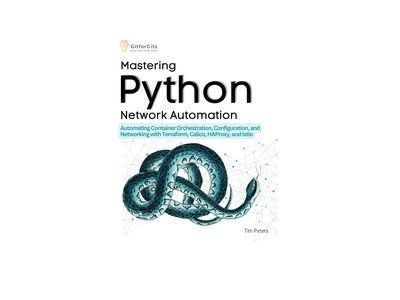 GitforGits
Mastering
Python
Network Automation
Automating Container Orchestration, Configuration, and
Networking with Terraform, Calico, HAProxy, and Istio
Tim Peters